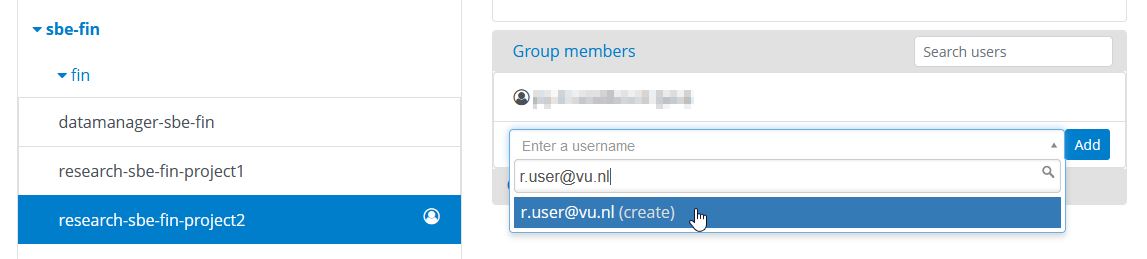 sbe-fin
fin
datamanager-sbe-fin
research-sbe-fin-project1
research-sbe-fin-project2
Group members
Search users
Enter a username
Add
r.user@vu.nl
r.user@vu.nl (create)